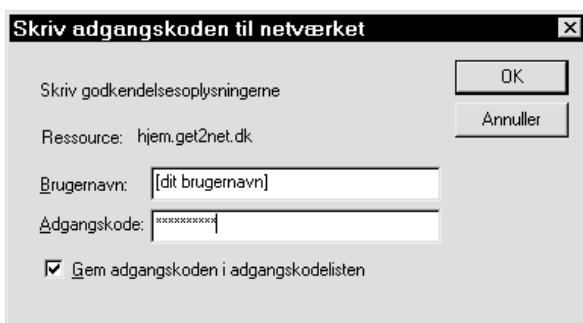 Skriv adgangskoden til netværket
Skriv godkendelsesoplysningerne
OK
Ressource: hjem.get2net.dk
Annuller
Brugernavn: [dit brugernavn]
Adgangskode: **********
Gem adgangskoden i adgangskodelisten